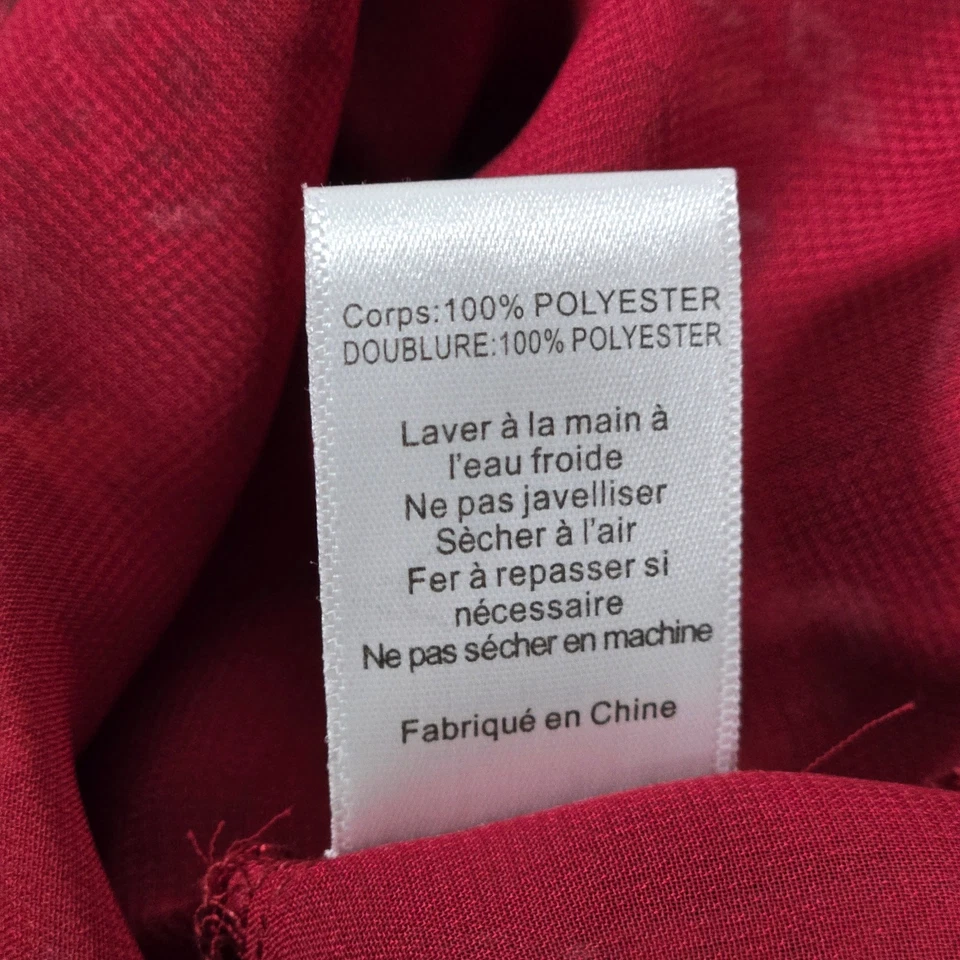 Corps:100% POLYESTER
DOUBLURE:100% POLYESTER
Laver à la main à
l'eau froide
Ne pas javelliser
Sècher à l'air
Fer à repasser si
nécessaire
Ne pas sécher en machine
Fabriqué en Chine